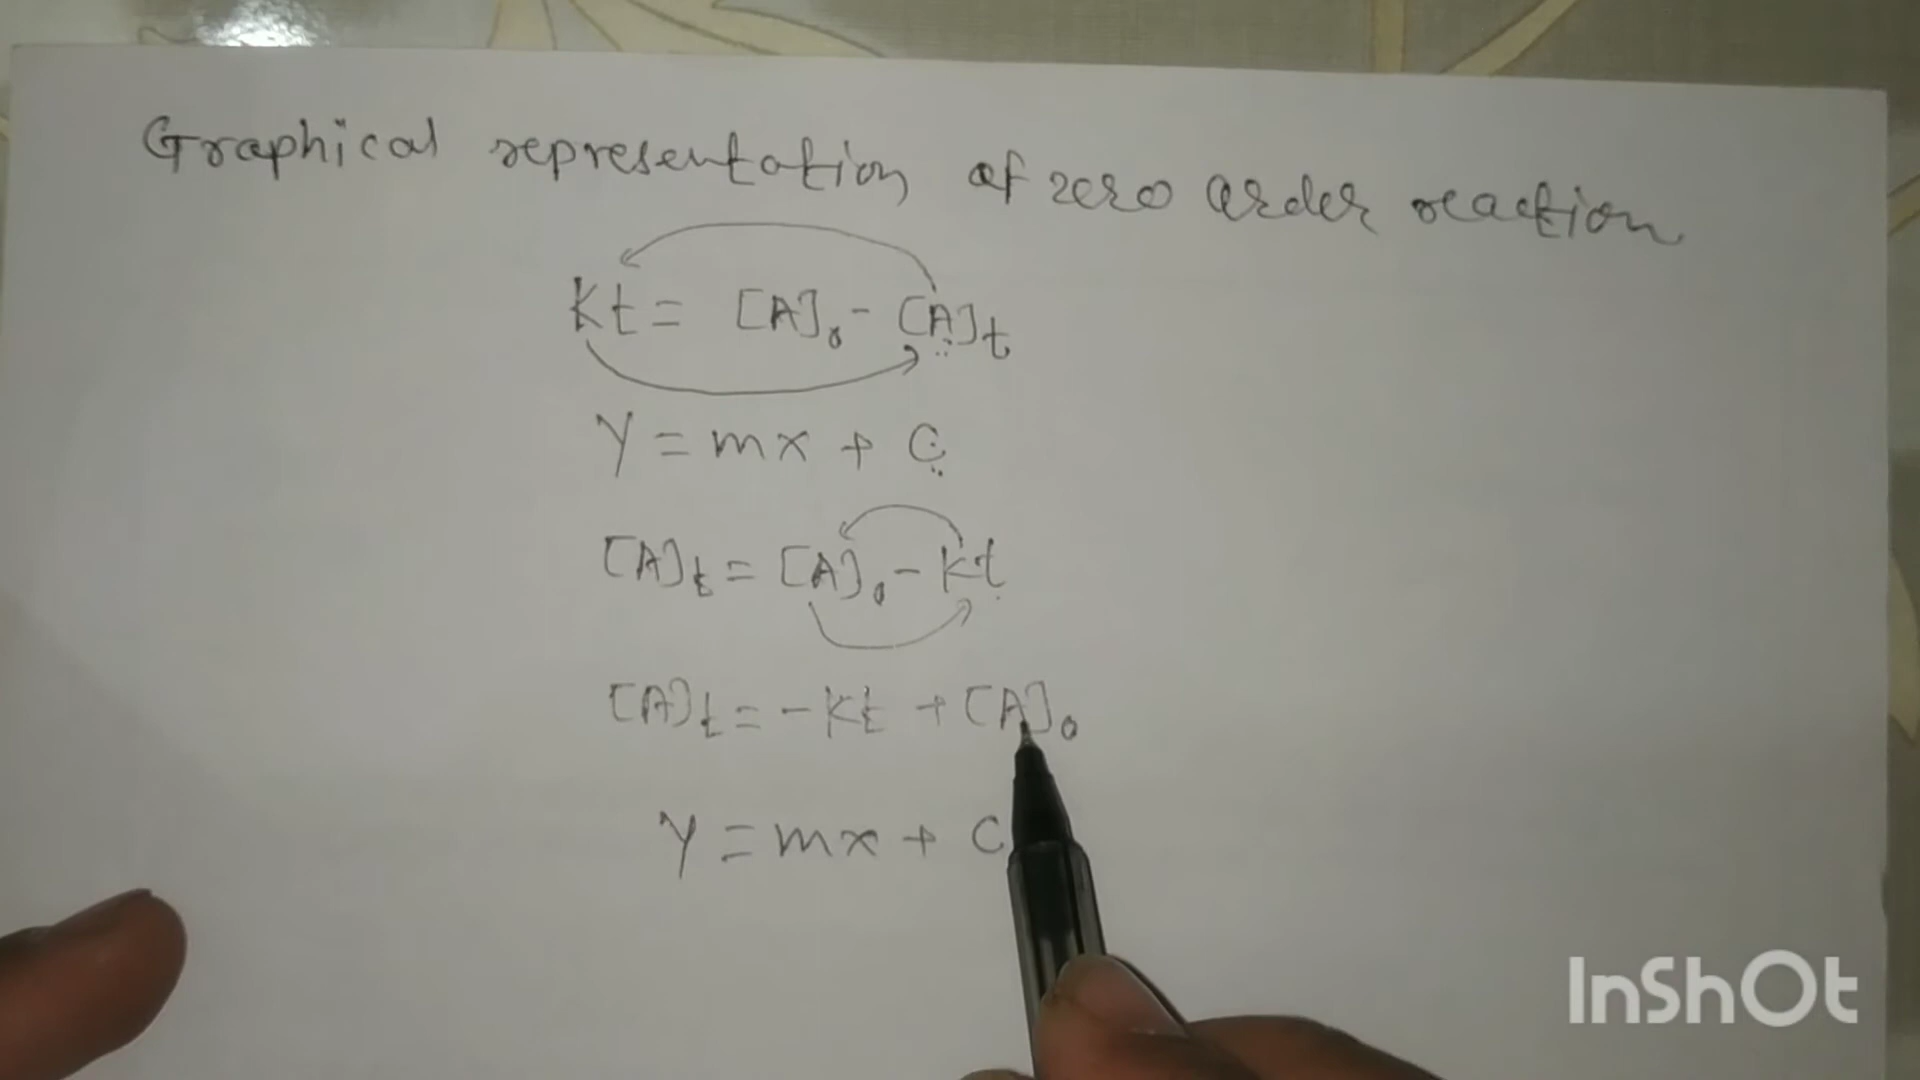 Graphical representation of zero order reaction
Kt = [A]₀ - [A]t
Y = mx + C
[A]t = [A]₀ - Kt
[A]t = -Kt + [A]₀
Y = mx + C
InShOt